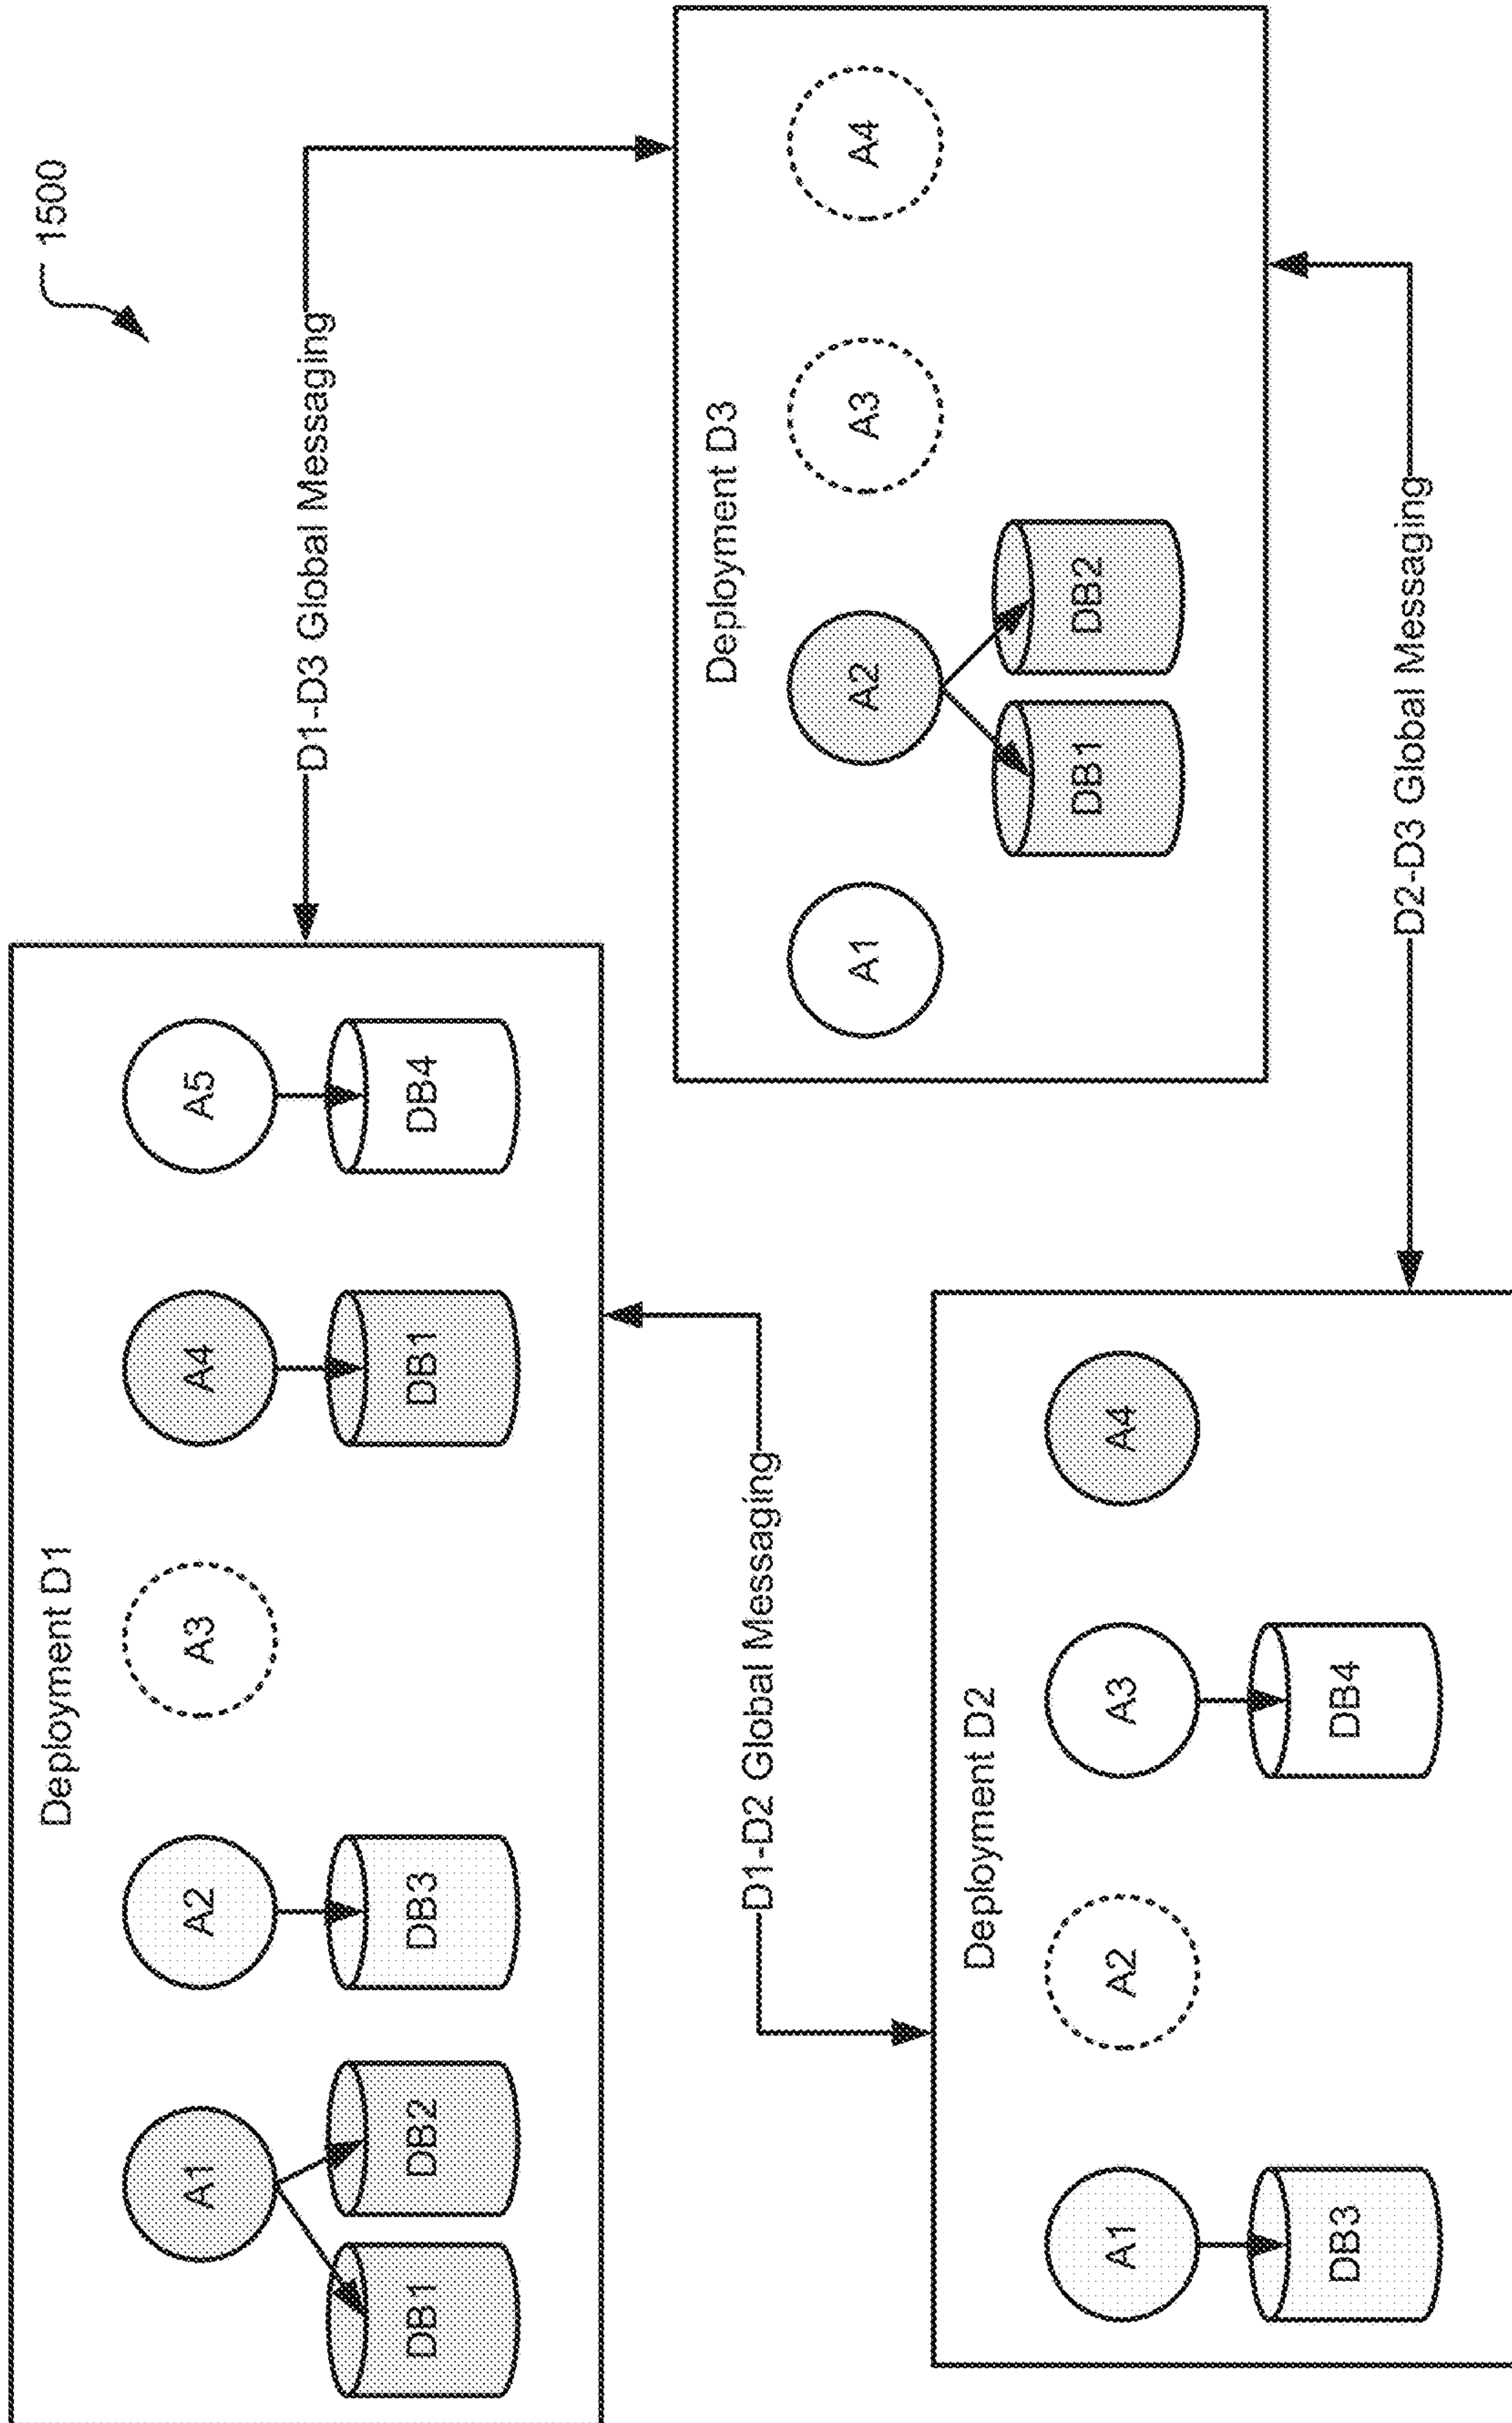 1500
Deployment D1
A1 A2 A3 A4 A5
DB1 DB2 DB3 DB1 DB4
D1-D3 Global Messaging
D1-D2 Global Messaging
Deployment D3
A1 A2 A3 A4
DB1 DB2
Deployment D2
A1 A2 A3 A4
DB3 DB4
D2-D3 Global Messaging